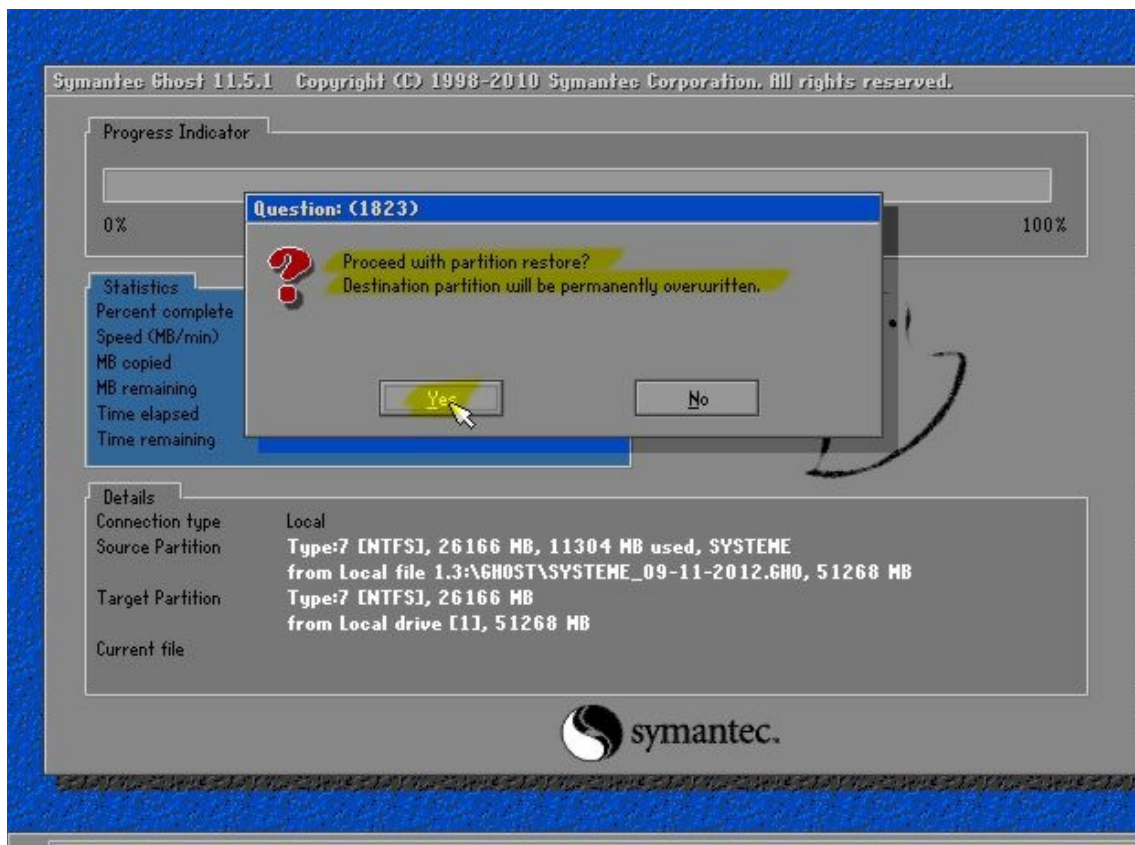 Symantec Ghost 11.5.1 Copyright (C) 1998-2010 Symantec Corporation. All rights reserved.
Progress Indicator
0%
100%
Question: (1823)
Proceed with partition restore?
Destination partition will be permanently overwritten.
Yes
No
Statistics
Percent complete
Speed (MB/min)
MB copied
MB remaining
Time elapsed
Time remaining
Details
Connection type Local
Source Partition Type:7 [NTFS], 26166 MB, 11304 MB used, SYSTEME
from Local file 1.3:\GHOST\SYSTEME_09-11-2012.GHO, 51268 MB
Target Partition Type:7 [NTFS], 26166 MB
from Local drive [1], 51268 MB
Current file
symantec.